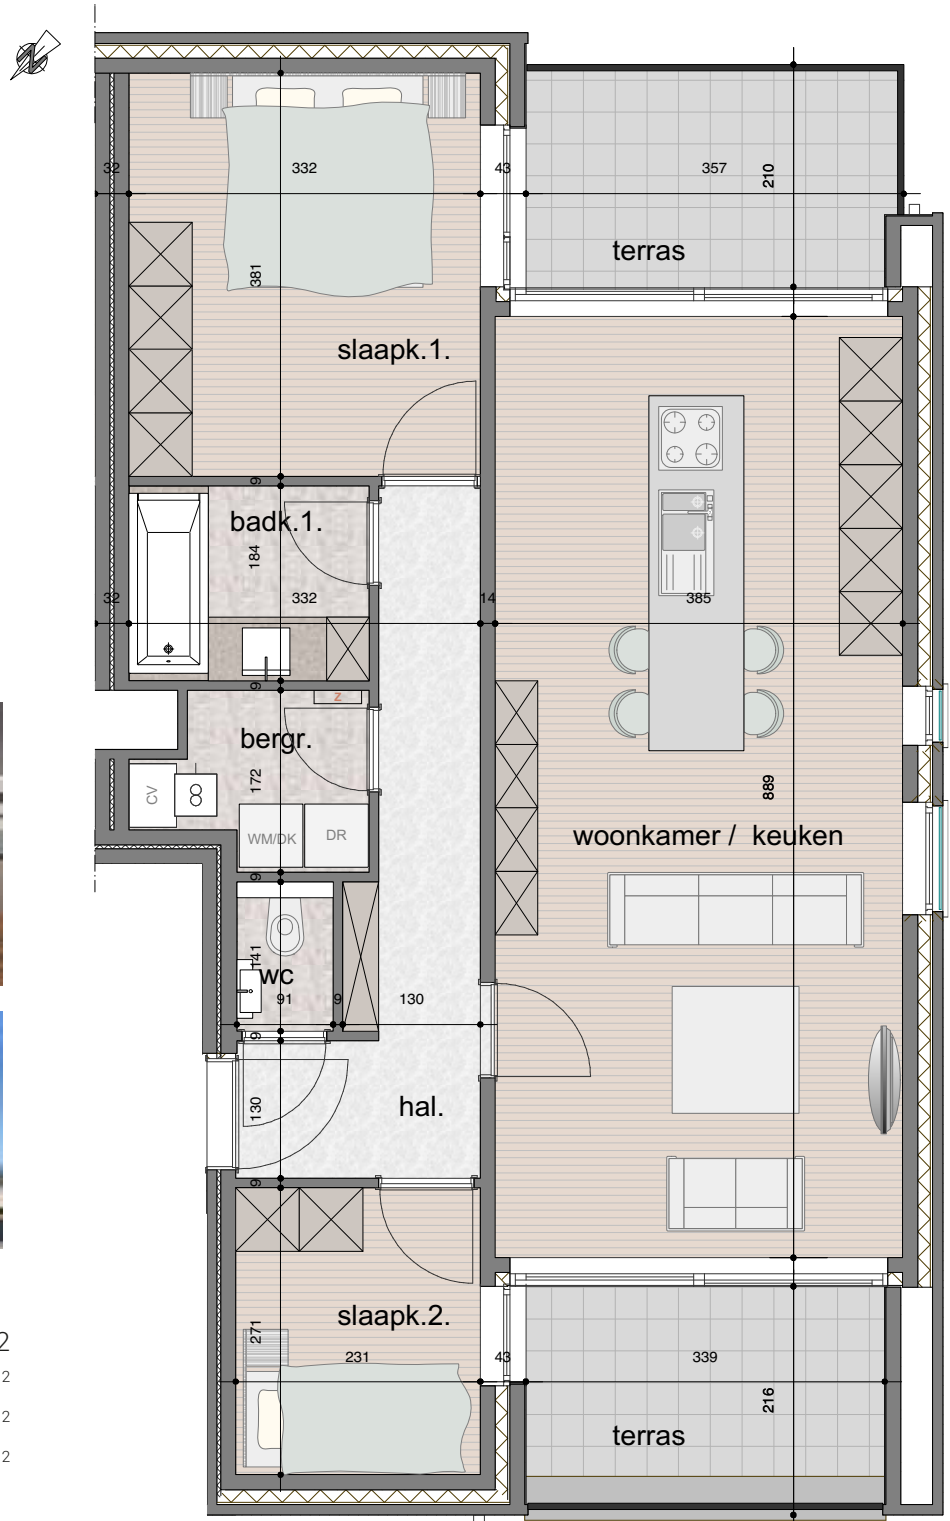 N
32
332
43
357
210
terras
381
slaapk.1.
9
badk.1.
184
32
332
14
385
9
z
bergr.
172
889
CV
WM/DK
DR
woonkamer / keuken
9
141
wc
91
9
130
9
130
hal.
9
slaapk.2.
271
231
43
339
216
terras
2
2
2
2